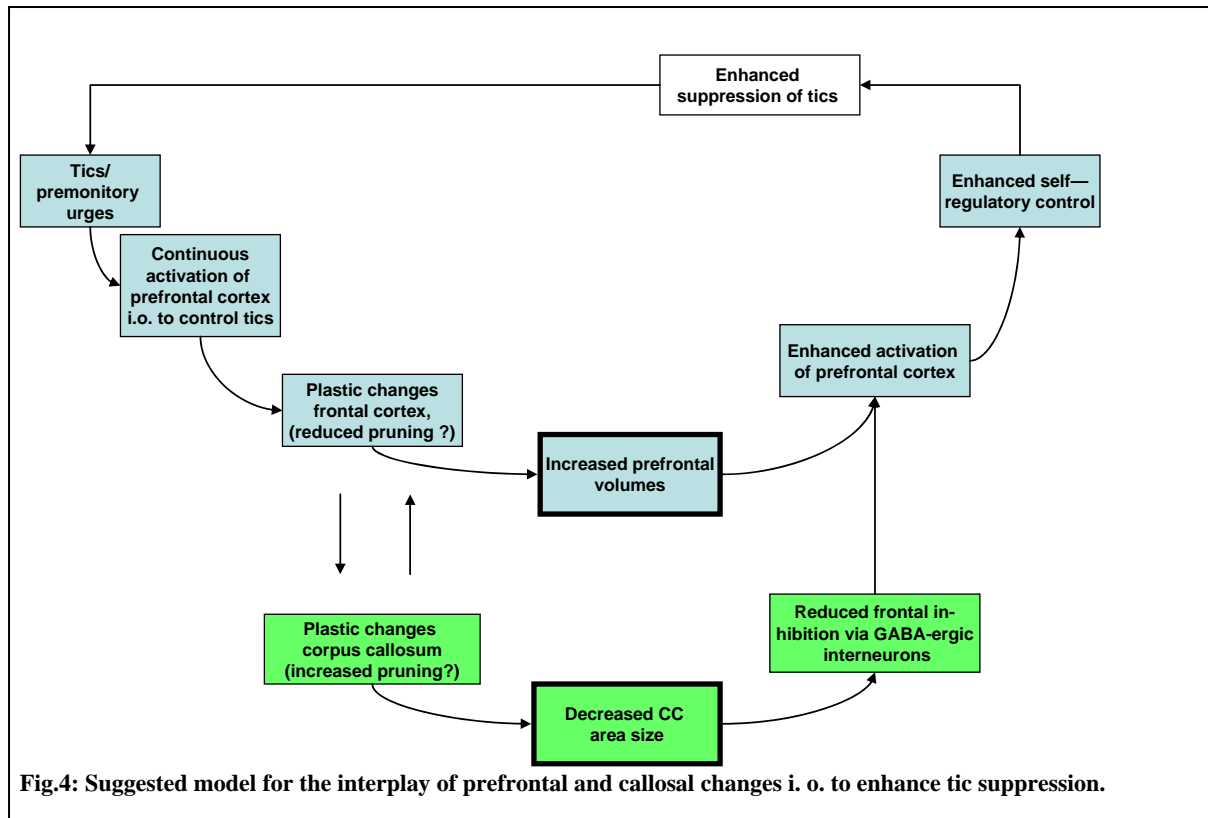 Enhanced
suppression of tics
Tics/
premonitory
urges
Enhanced self—
regulatory control
Continuous
activation of
prefrontal cortex
i.o. to control tics
Enhanced activation
of prefrontal cortex
Plastic changes
frontal cortex,
(reduced pruning ?)
Increased prefrontal
volumes
Reduced frontal in-
hibition via GABA-ergic
interneurons
Plastic changes
corpus callosum
(increased pruning?)
Decreased CC
area size
Fig.4: Suggested model for the interplay of prefrontal and callosal changes i. o. to enhance tic suppression.